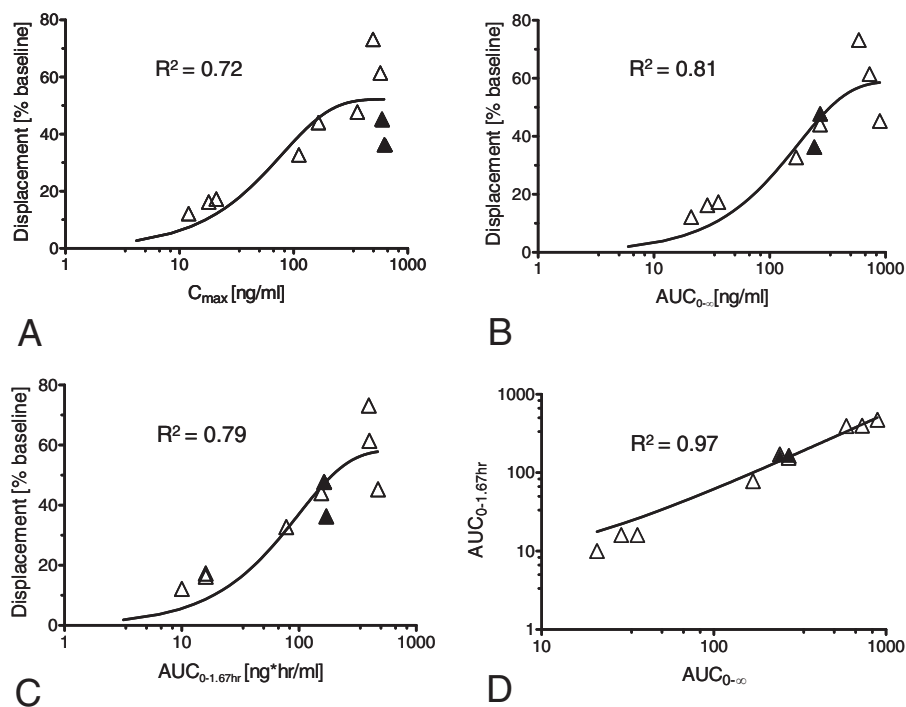 80
60
40
20
0
Displacement [% baseline]
R² = 0.72
1
10
100
1000
Cmax [ng/ml]
A
80
60
40
20
0
Displacement [% baseline]
R² = 0.81
1
10
100
1000
AUC0-∞[ng/ml]
B
80
60
40
20
0
Displacement [% baseline]
R² = 0.79
1
10
100
1000
AUC0-1.67hr [ng*hr/ml]
C
1000
100
10
1
AUC0-1.67hr
R² = 0.97
10
100
1000
AUC0-∞
D